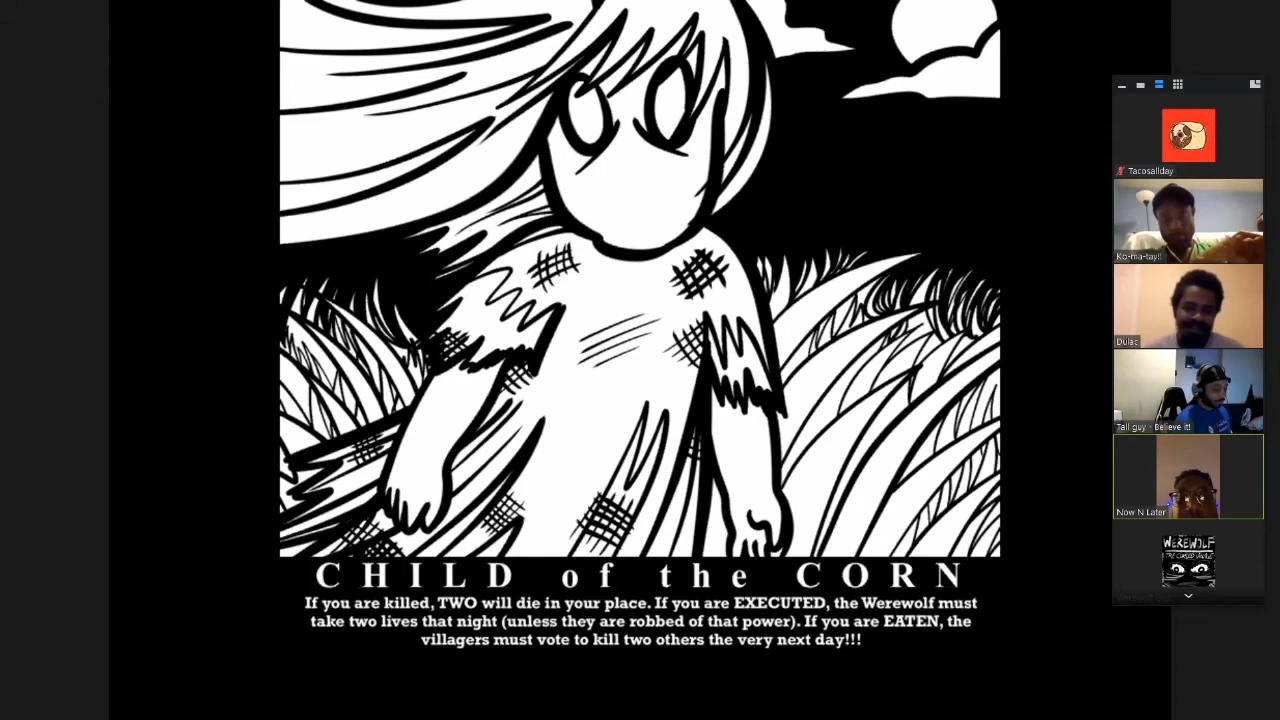 Tacosallday
Ko-ma-tay!!
Dulac
Tall guy - Believe it!
Now N Later
WEREWOLF
THE CURSED VILLAGE
CHILD of the CORN
If you are killed, TWO will die in your place. If you are EXECUTED, the Werewolf must
take two lives that night (unless they are robbed of that power). If you are EATEN, the
villagers must vote to kill two others the very next day!!!